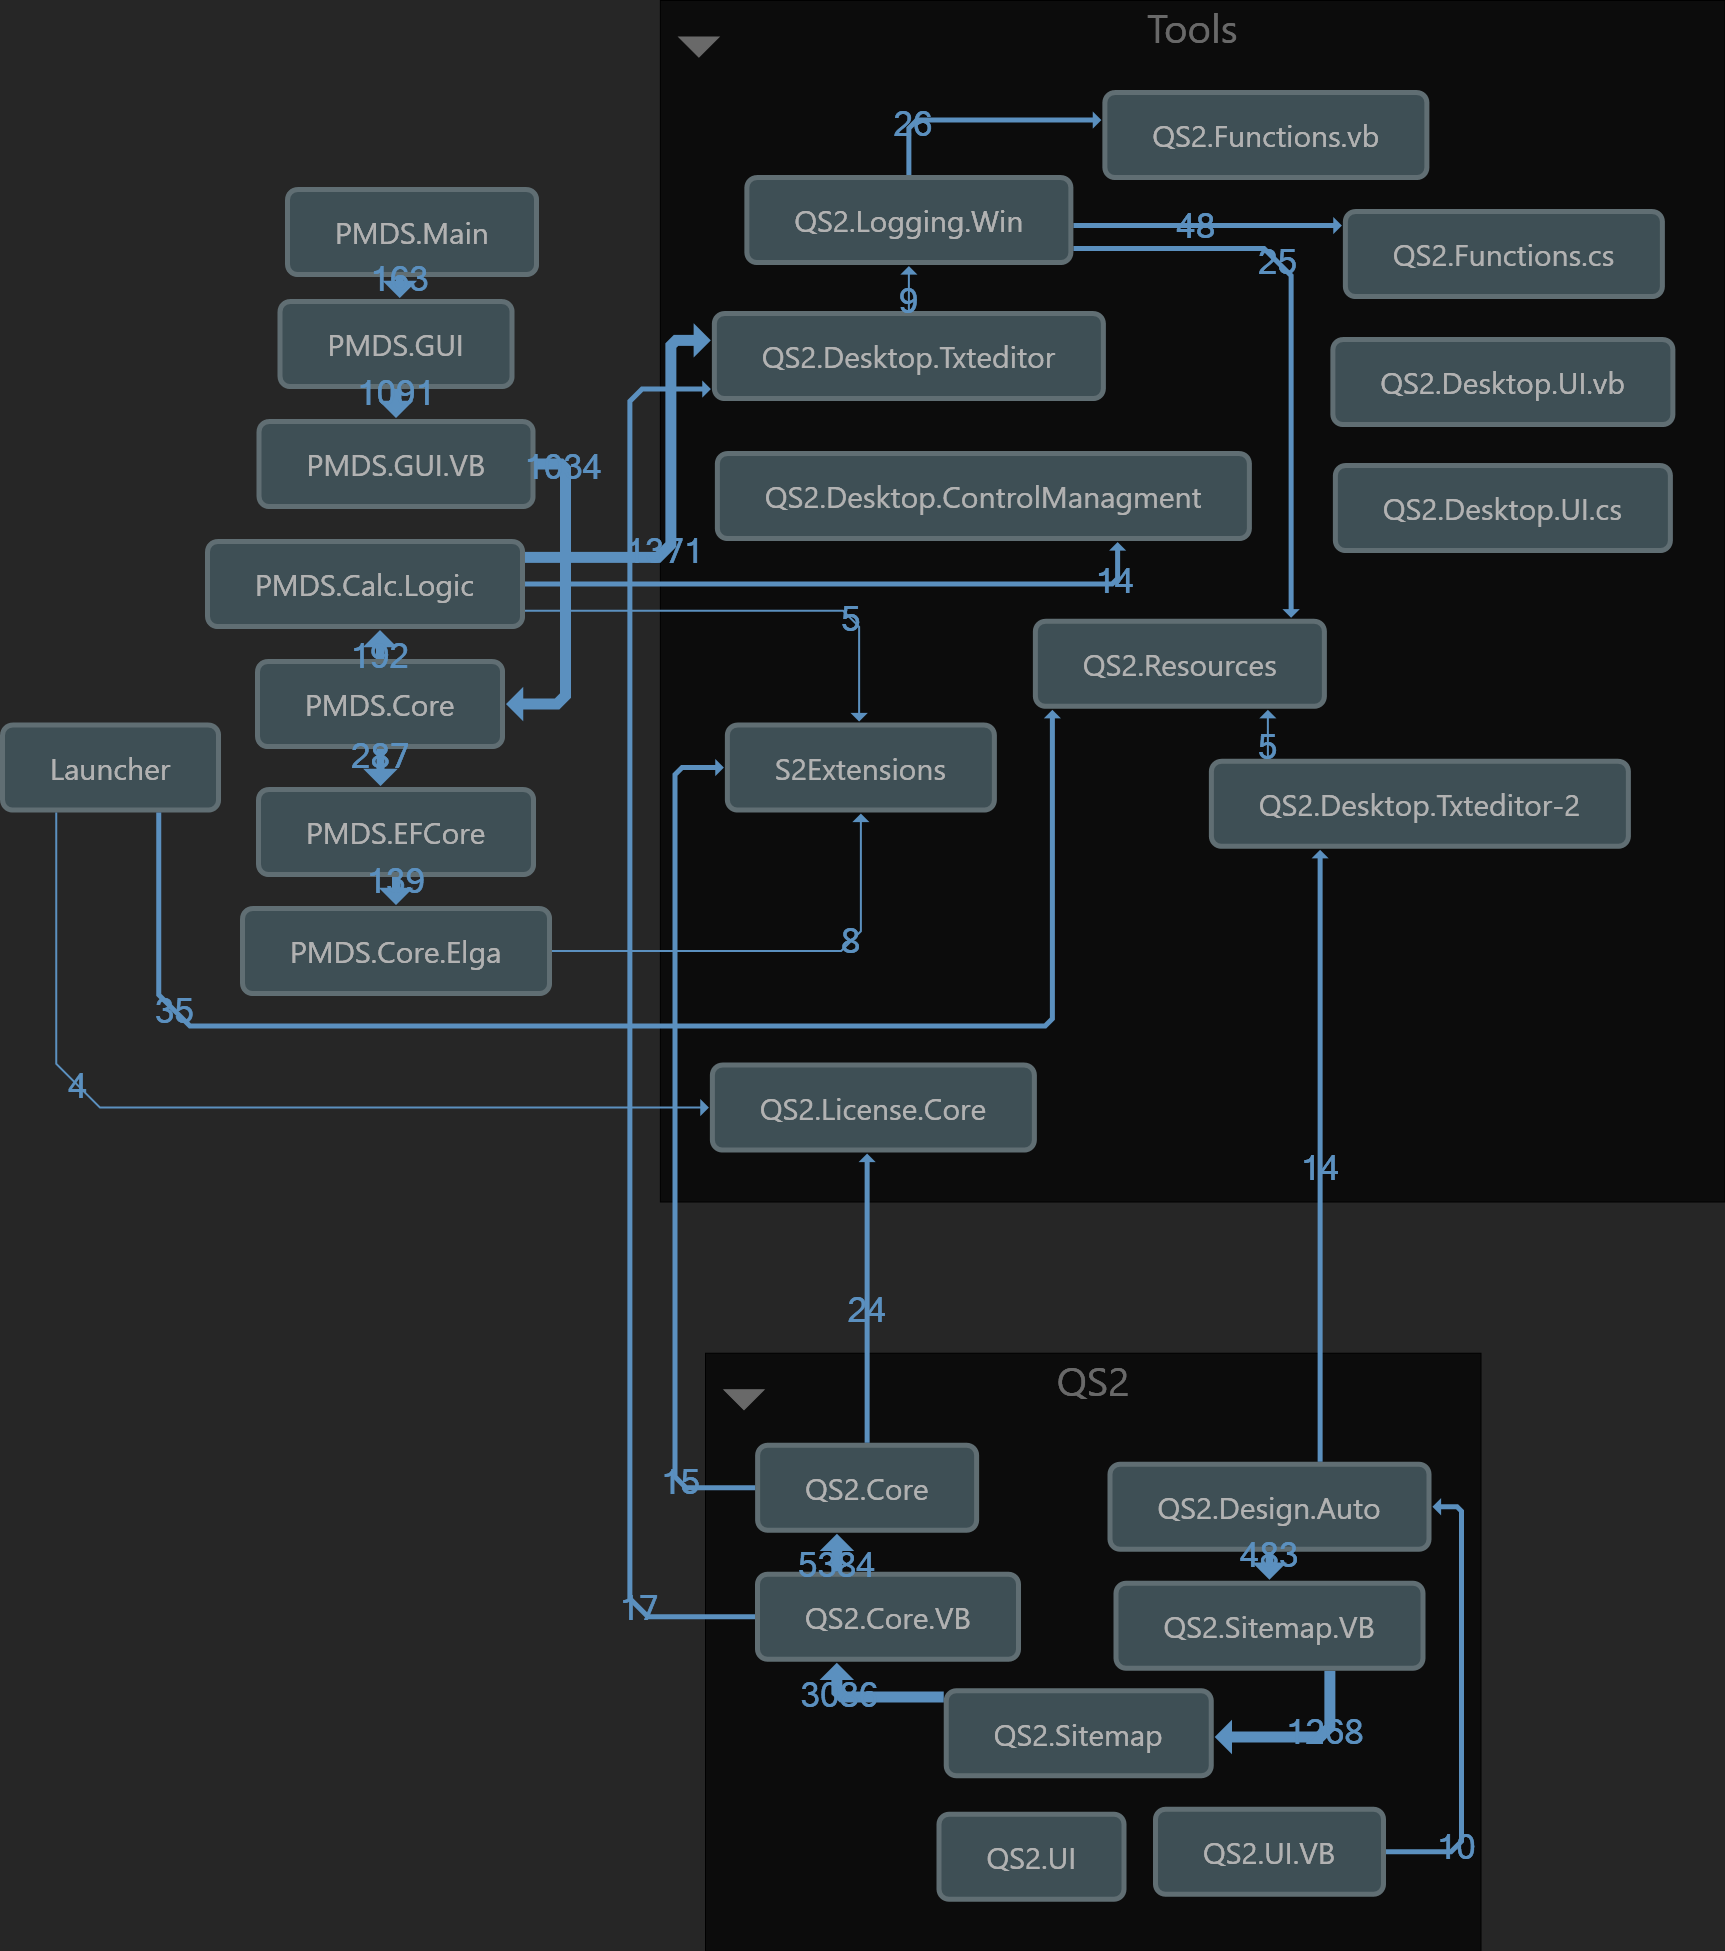 Tools
26
QS2.Functions.vb
QS2.Logging.Win
PMDS.Main
48
QS2.Functions.cs
25
163
9
PMDS.GUI
QS2.Desktop.Txteditor
QS2.Desktop.UI.vb
1091
PMDS.GUI.VB
1034
QS2.Desktop.ControlManagment
QS2.Desktop.UI.cs
1371
PMDS.Calc.Logic
14
5
192
QS2.Resources
PMDS.Core
287
5
Launcher
S2Extensions
QS2.Desktop.Txteditor-2
PMDS.EFCore
139
PMDS.Core.Elga
8
35
4
QS2.License.Core
14
24
QS2
15
QS2.Core
QS2.Design.Auto
5384
483
17
QS2.Core.VB
QS2.Sitemap.VB
3086
QS2.Sitemap
1268
QS2.UI
QS2.UI.VB
10